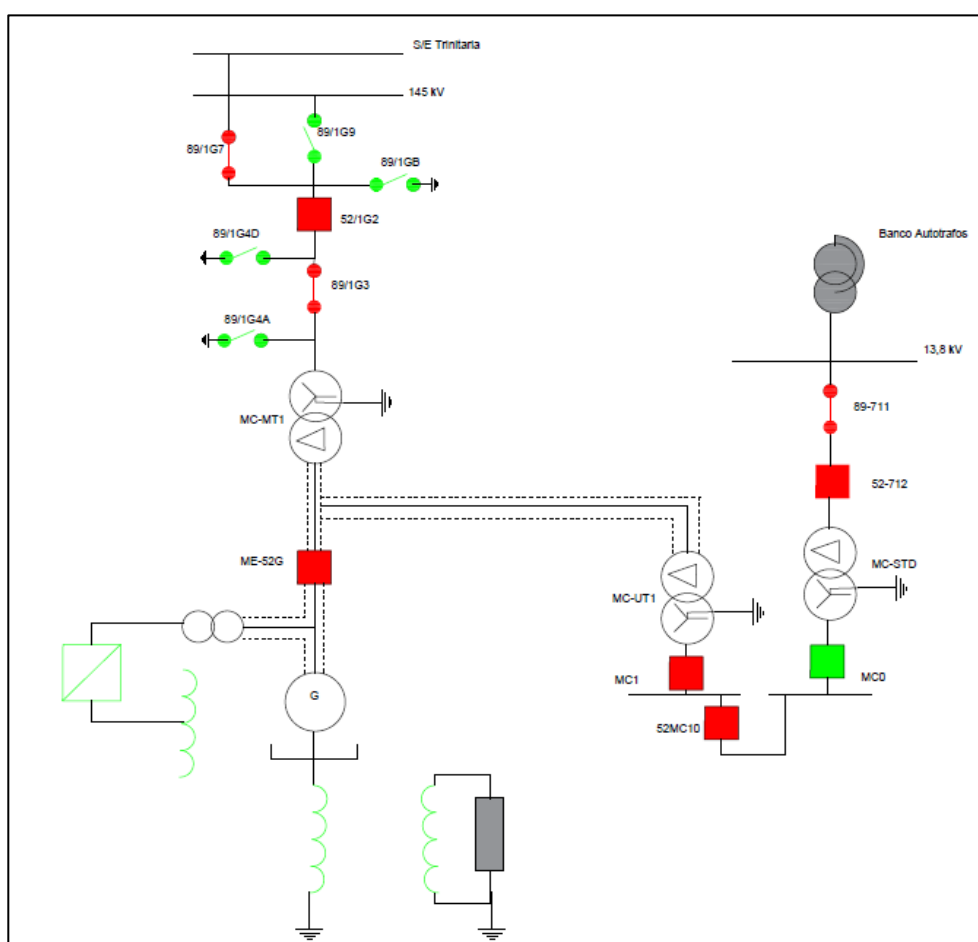 S/E Trinitaria
145 kV
89/1G9
89/1G7
89/1GB
52/1G2
89/1G4D
Banco Autotrafos
89/1G3
89/1G4A
13,8 kV
MC-MT1
89-711
52-712
ME-52G
MC-STD
MC-UT1
MC1
MC0
G
52MC10